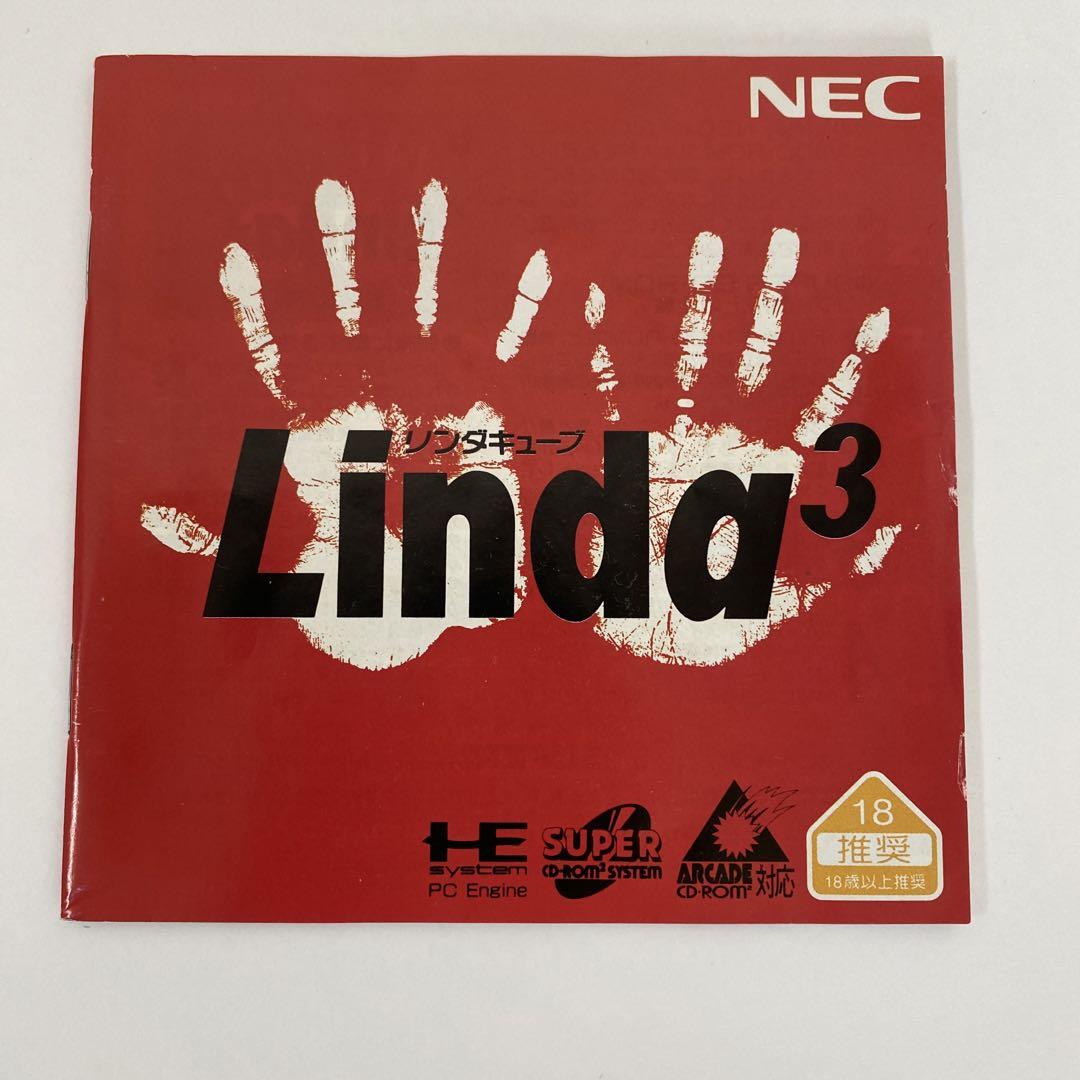 NEC
リンダキューブ
Linda³
HE
system
PC Engine
SUPER
CD-ROM² SYSTEM
ARCADE
CD-ROM²
対応
18
推奨
18歳以上推奨